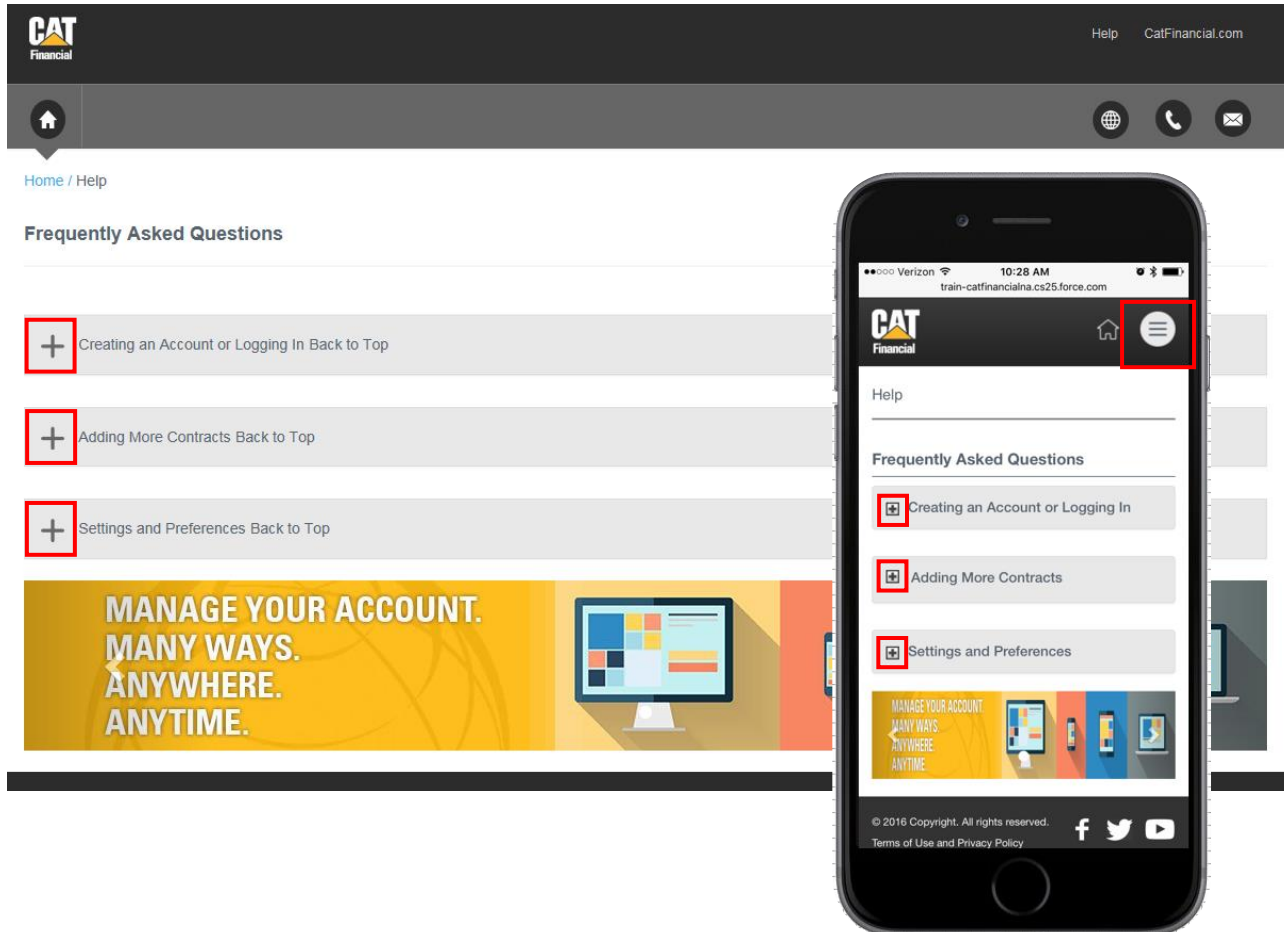 CAT
Financial
Help CatFinancial.com
Home / Help
Frequently Asked Questions
Creating an Account or Logging In Back to Top
Adding More Contracts Back to Top
Settings and Preferences Back to Top
MANAGE YOUR ACCOUNT.
MANY WAYS.
ANYWHERE.
ANYTIME.
Verizon 10:28 AM
train-catfinancialna.cs25.force.com
CAT
Financial
Help
Frequently Asked Questions
Creating an Account or Logging In
Adding More Contracts
Settings and Preferences
MANAGE YOUR ACCOUNT
MANY WAYS
ANYWHERE
ANYTIME
© 2016 Copyright. All rights reserved.
Terms of Use and Privacy Policy